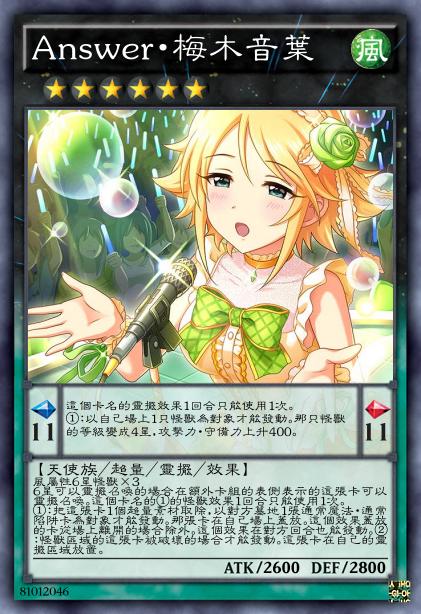 Answer・梅木音葉
風
這個卡名的靈擺效果1回合只能使用1次。
①:以自己場上1只怪獸為對象才能發動。那只怪獸
的等級變成4星,攻擊力・守備力上升400。
11
11
【天使族／超量／靈擺／效果】
風屬性6星怪獸×3
6星可以靈擺召喚的場合在額外卡組的表側表示的這張卡可以
靈擺召喚。這個卡名的①的怪獸效果1回合只能使用1次。
①:把這張卡1個超量素材取除,以對方墓地1張通常魔法・通常
陷阱卡為對象才能發動。那張卡在自己場上蓋放。這個效果蓋放
的卡從場上離開的場合除外。這個效果在對方回合也能發動。②
:怪獸區域的這張卡被破壞的場合才能發動。這張卡在自己的靈
擺區域放置。
ATK/2600 DEF/2800
81012046